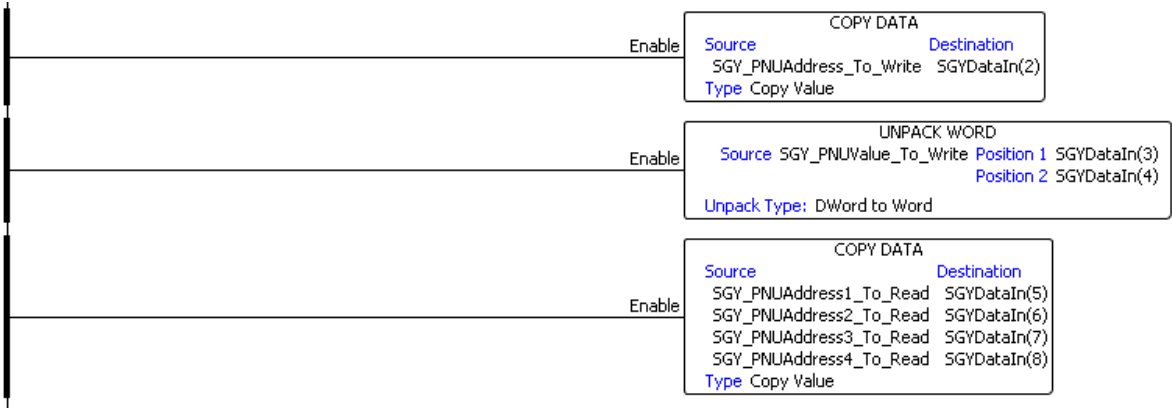 COPY DATA
Enable Source Destination
SGY_PNUAddress_To_Write SGYDataIn(2)
Type Copy Value
UNPACK WORD
Enable Source SGY_PNUValue_To_Write Position 1 SGYDataIn(3)
Position 2 SGYDataIn(4)
Unpack Type: DWord to Word
COPY DATA
Source Destination
SGY_PNUAddress1_To_Read SGYDataIn(5)
Enable SGY_PNUAddress2_To_Read SGYDataIn(6)
SGY_PNUAddress3_To_Read SGYDataIn(7)
SGY_PNUAddress4_To_Read SGYDataIn(8)
Type Copy Value